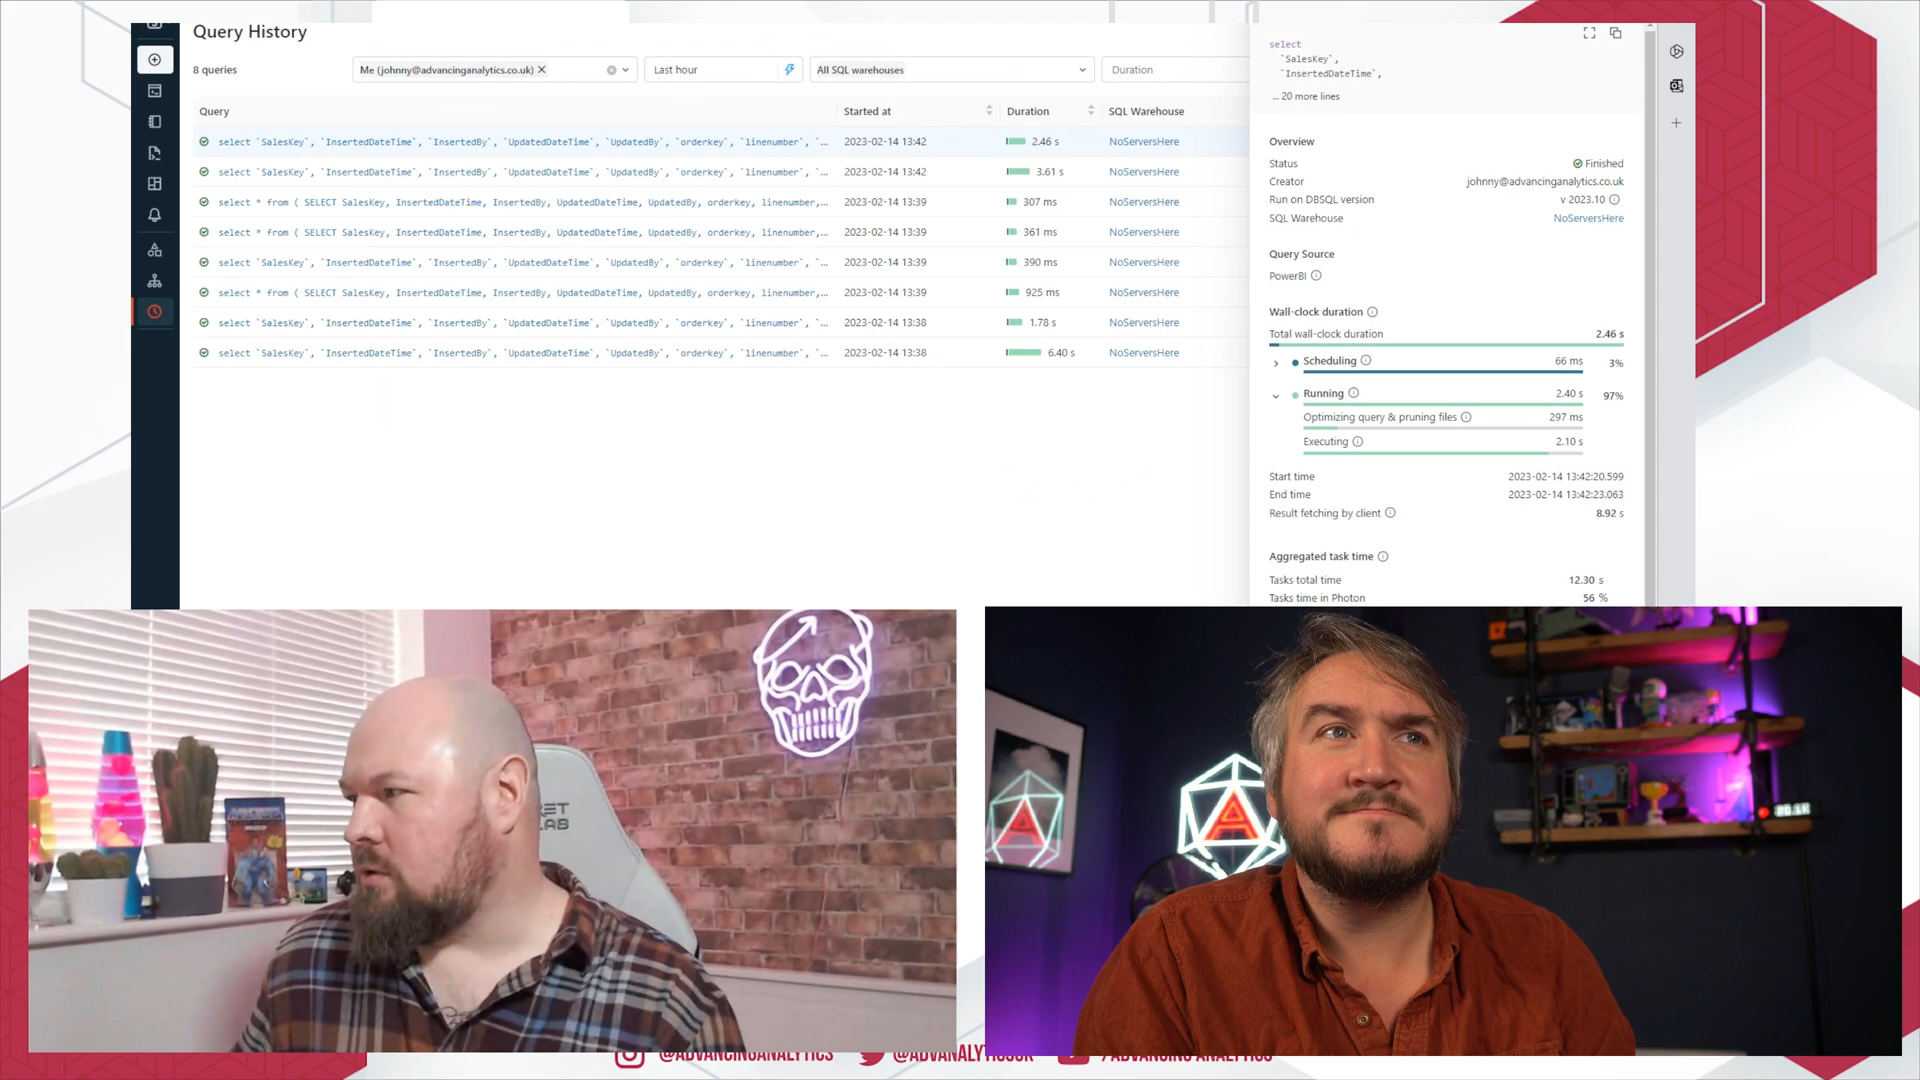 Query History
8 queries
Me (johnny@advancinganalytics.co.uk)
Last hour
All SQL warehouses
Duration
Query
Started at
Duration
SQL Warehouse
select `SalesKey`, `InsertedDateTime`, `InsertedBy`, `UpdatedDateTime`, `UpdatedBy`, `orderkey`, `linenumber`, `... 2023-02-14 13:42 2.46 s NoServersHere
select `SalesKey`, `InsertedDateTime`, `InsertedBy`, `UpdatedDateTime`, `UpdatedBy`, `orderkey`, `linenumber`, `... 2023-02-14 13:42 3.61 s NoServersHere
select * from ( SELECT SalesKey, InsertedDateTime, InsertedBy, UpdatedDateTime, UpdatedBy, orderkey, linenumber,... 2023-02-14 13:39 307 ms NoServersHere
select * from ( SELECT SalesKey, InsertedDateTime, InsertedBy, UpdatedDateTime, UpdatedBy, orderkey, linenumber,... 2023-02-14 13:39 361 ms NoServersHere
select `SalesKey`, `InsertedDateTime`, `InsertedBy`, `UpdatedDateTime`, `UpdatedBy`, `orderkey`, `linenumber`, `... 2023-02-14 13:39 390 ms NoServersHere
select * from ( SELECT SalesKey, InsertedDateTime, InsertedBy, UpdatedDateTime, UpdatedBy, orderkey, linenumber,... 2023-02-14 13:39 925 ms NoServersHere
select `SalesKey`, `InsertedDateTime`, `InsertedBy`, `UpdatedDateTime`, `UpdatedBy`, `orderkey`, `linenumber`, `... 2023-02-14 13:38 1.78 s NoServersHere
select `SalesKey`, `InsertedDateTime`, `InsertedBy`, `UpdatedDateTime`, `UpdatedBy`, `orderkey`, `linenumber`, `... 2023-02-14 13:38 6.40 s NoServersHere
select
`SalesKey`,
`InsertedDateTime`,
... 20 more lines
Overview
Status Finished
Creator johnny@advancinganalytics.co.uk
Run on DBSQL version v 2023.10
SQL Warehouse NoServersHere
Query Source
PowerBI
Wall-clock duration
Total wall-clock duration 2.46 s
Scheduling 66 ms 3%
Running 2.40 s 97%
Optimizing query & pruning files 297 ms
Executing 2.10 s
Start time 2023-02-14 13:42:20.599
End time 2023-02-14 13:42:23.063
Result fetching by client 8.92 s
Aggregated task time
Tasks total time 12.30 s
Tasks time in Photon 56 %
A
A
@ADVANCINGANALYTICS @ADVANALYTICSUK /ADVANCING ANALYTICS